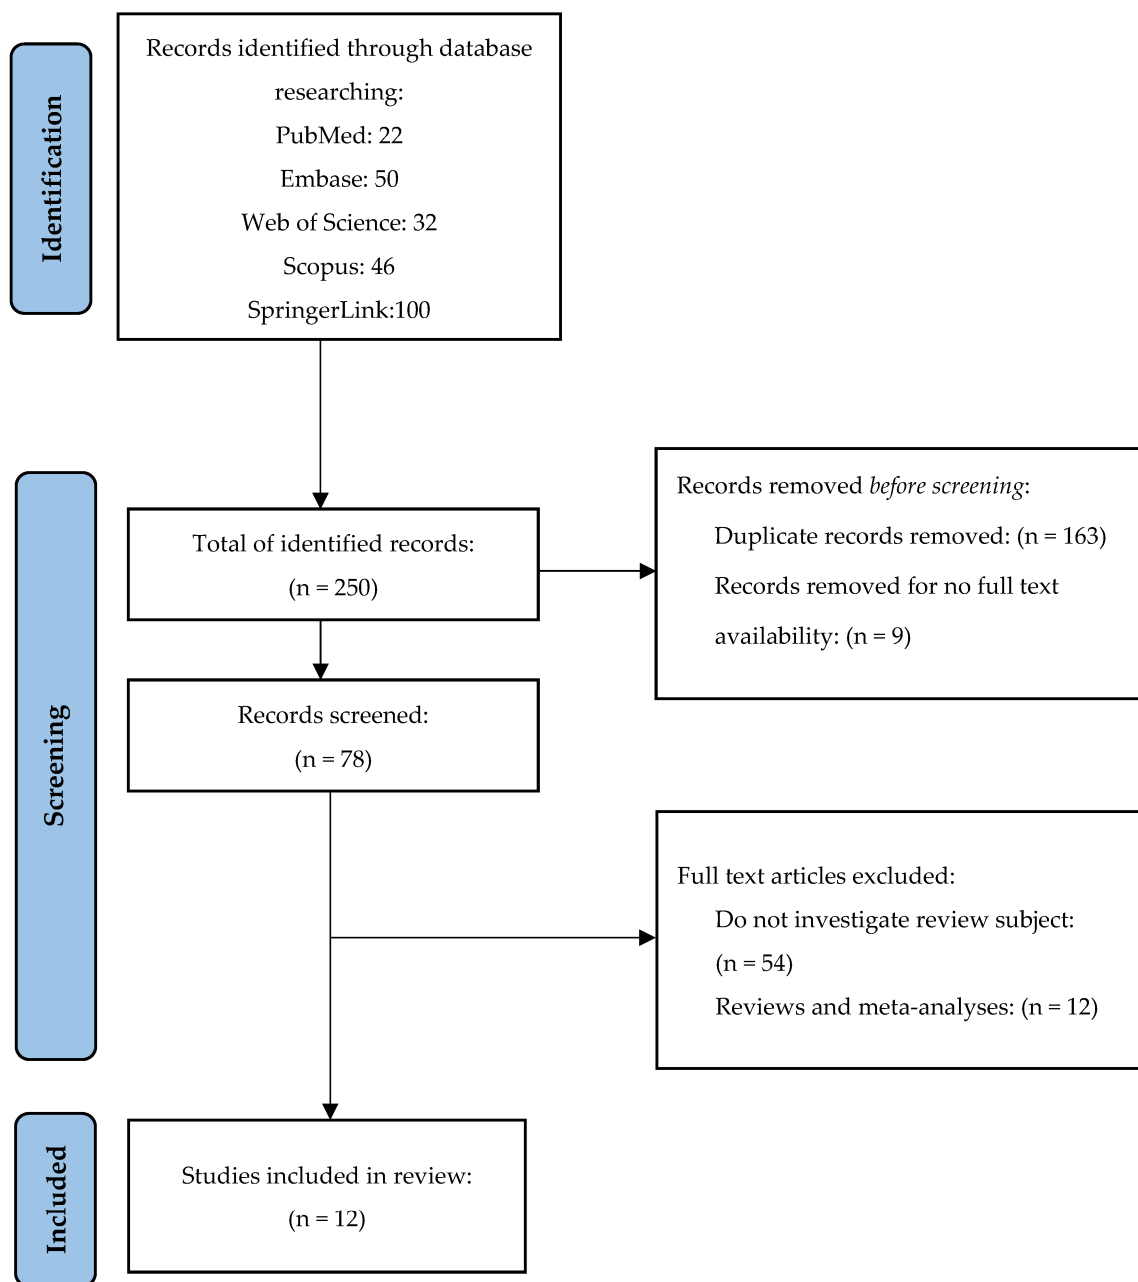 Identification
Records identified through database
researching:
PubMed: 22
Embase: 50
Web of Science: 32
Scopus: 46
SpringerLink:100
Screening
Total of identified records:
(n = 250)
Records removed before screening:
Duplicate records removed: (n = 163)
Records removed for no full text
availability: (n = 9)
Records screened:
(n = 78)
Full text articles excluded:
Do not investigate review subject:
(n = 54)
Reviews and meta-analyses: (n = 12)
Included
Studies included in review:
(n = 12)